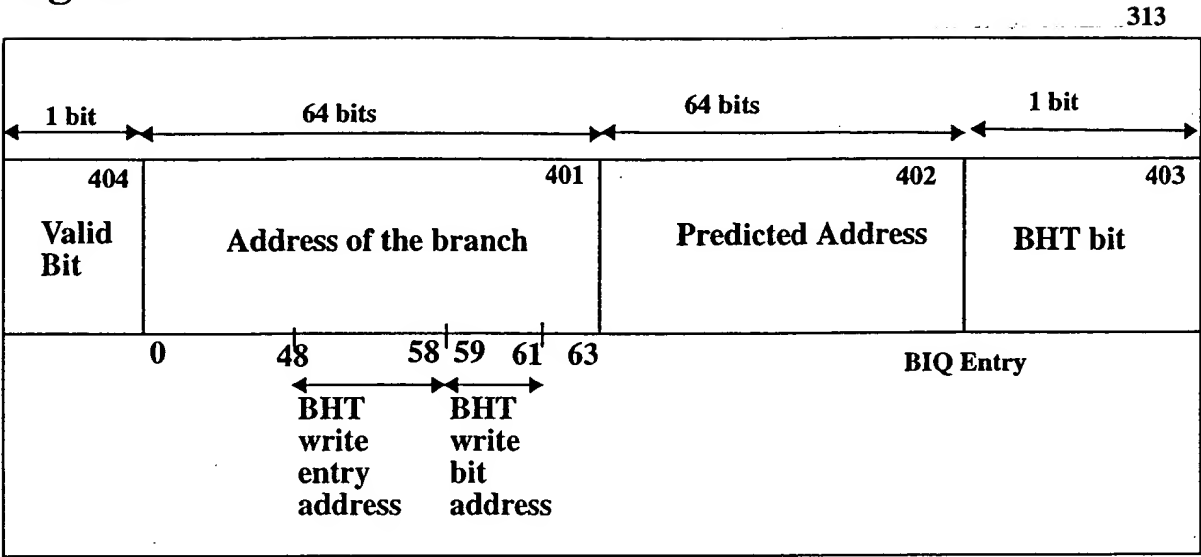 313
1 bit 64 bits 64 bits 1 bit
404 401 402 403
Valid Bit
Address of the branch
Predicted Address
BHT bit
0 48 58 59 61 63
BIQ Entry
BHT write entry address
BHT write bit address